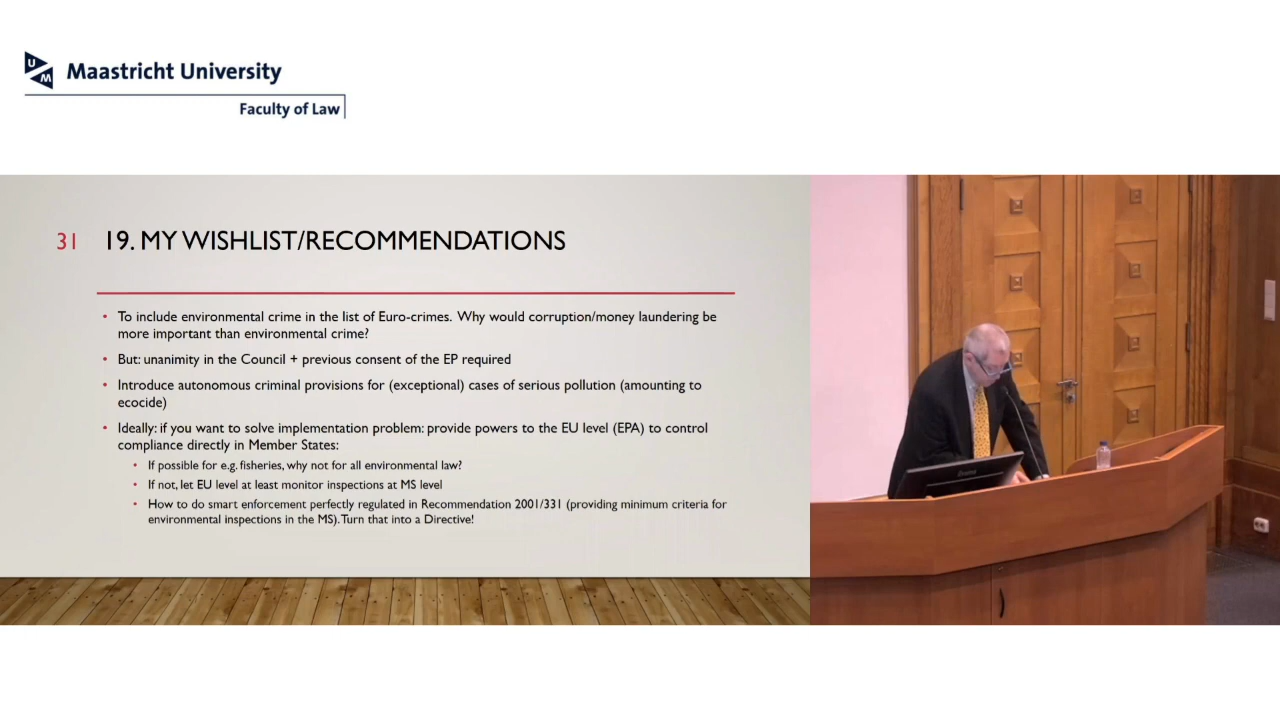 U
M
Maastricht University
Faculty of Law
31 19. MY WISHLIST/RECOMMENDATIONS
• To include environmental crime in the list of Euro-crimes. Why would corruption/money laundering be
more important than environmental crime?
• But: unanimity in the Council + previous consent of the EP required
• Introduce autonomous criminal provisions for (exceptional) cases of serious pollution (amounting to
ecocide)
• Ideally: if you want to solve implementation problem: provide powers to the EU level (EPA) to control
compliance directly in Member States:
• If possible for e.g. fisheries, why not for all environmental law?
• If not, let EU level at least monitor inspections at MS level
• How to do smart enforcement perfectly regulated in Recommendation 2001/331 (providing minimum criteria for
environmental inspections in the MS). Turn that into a Directive!